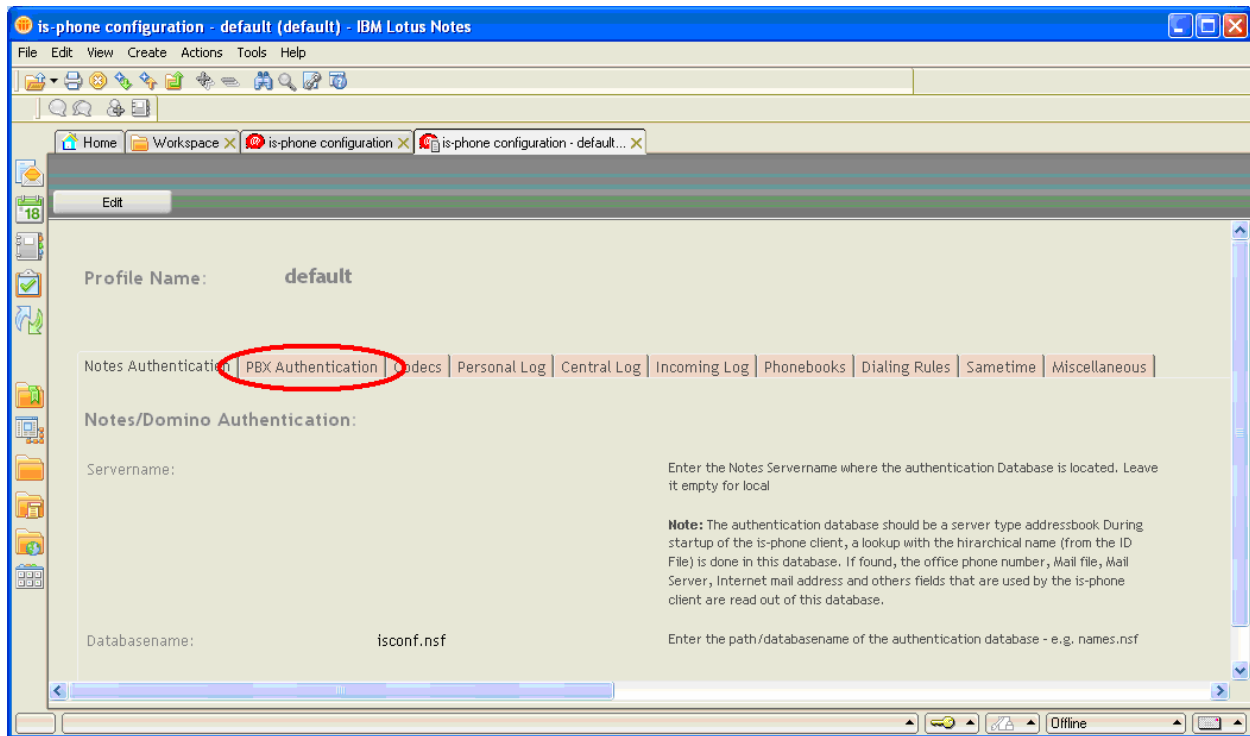 is-phone configuration - default (default) - IBM Lotus Notes
File Edit View Create Actions Tools Help
Home Workspace is-phone configuration is-phone configuration - default...
18
Edit
Profile Name: default
Notes Authentication PBX Authentication Codecs Personal Log Central Log Incoming Log Phonebooks Dialing Rules Sametime Miscellaneous
Notes/Domino Authentication:
Servername:
Enter the Notes Servername where the authentication Database is located. Leave
it empty for local
Note: The authentication database should be a server type addressbook During
startup of the is-phone client, a lookup with the hirarchical name (from the ID
File) is done in this database. If found, the office phone number, Mail file, Mail
Server, Internet mail address and others fields that are used by the is-phone
client are read out of this database.
Databasename: isconf.nsf Enter the path/databasename of the authentication database - e.g. names.nsf
Offline